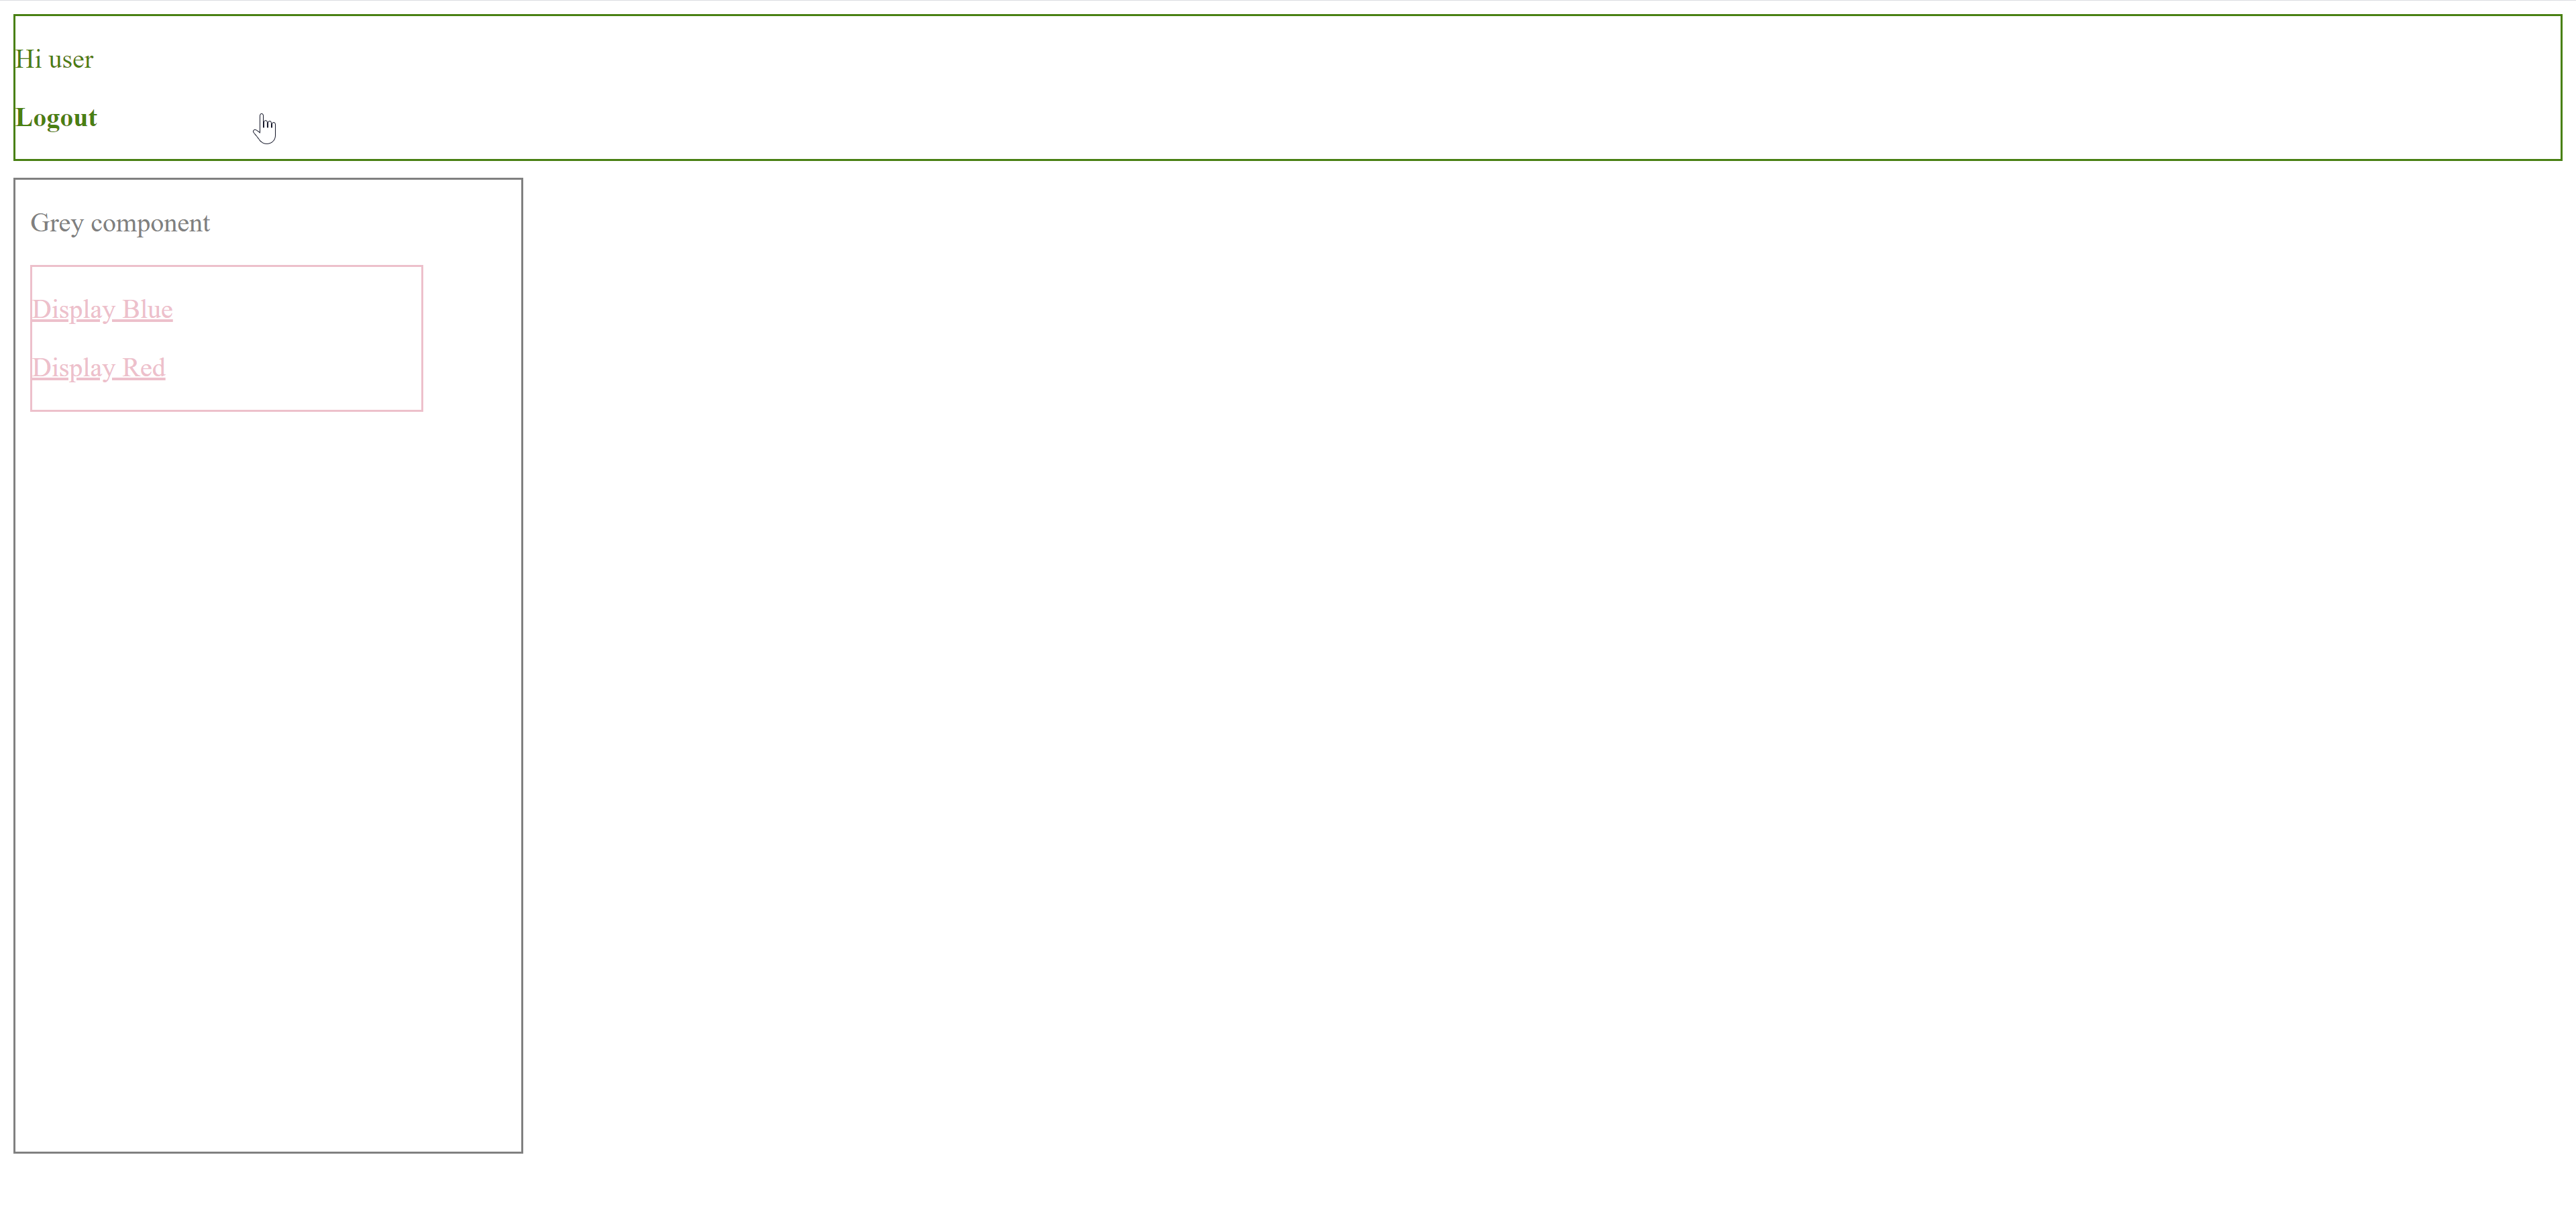 Hi user
Logout
Grey component
Display Blue
Display Red